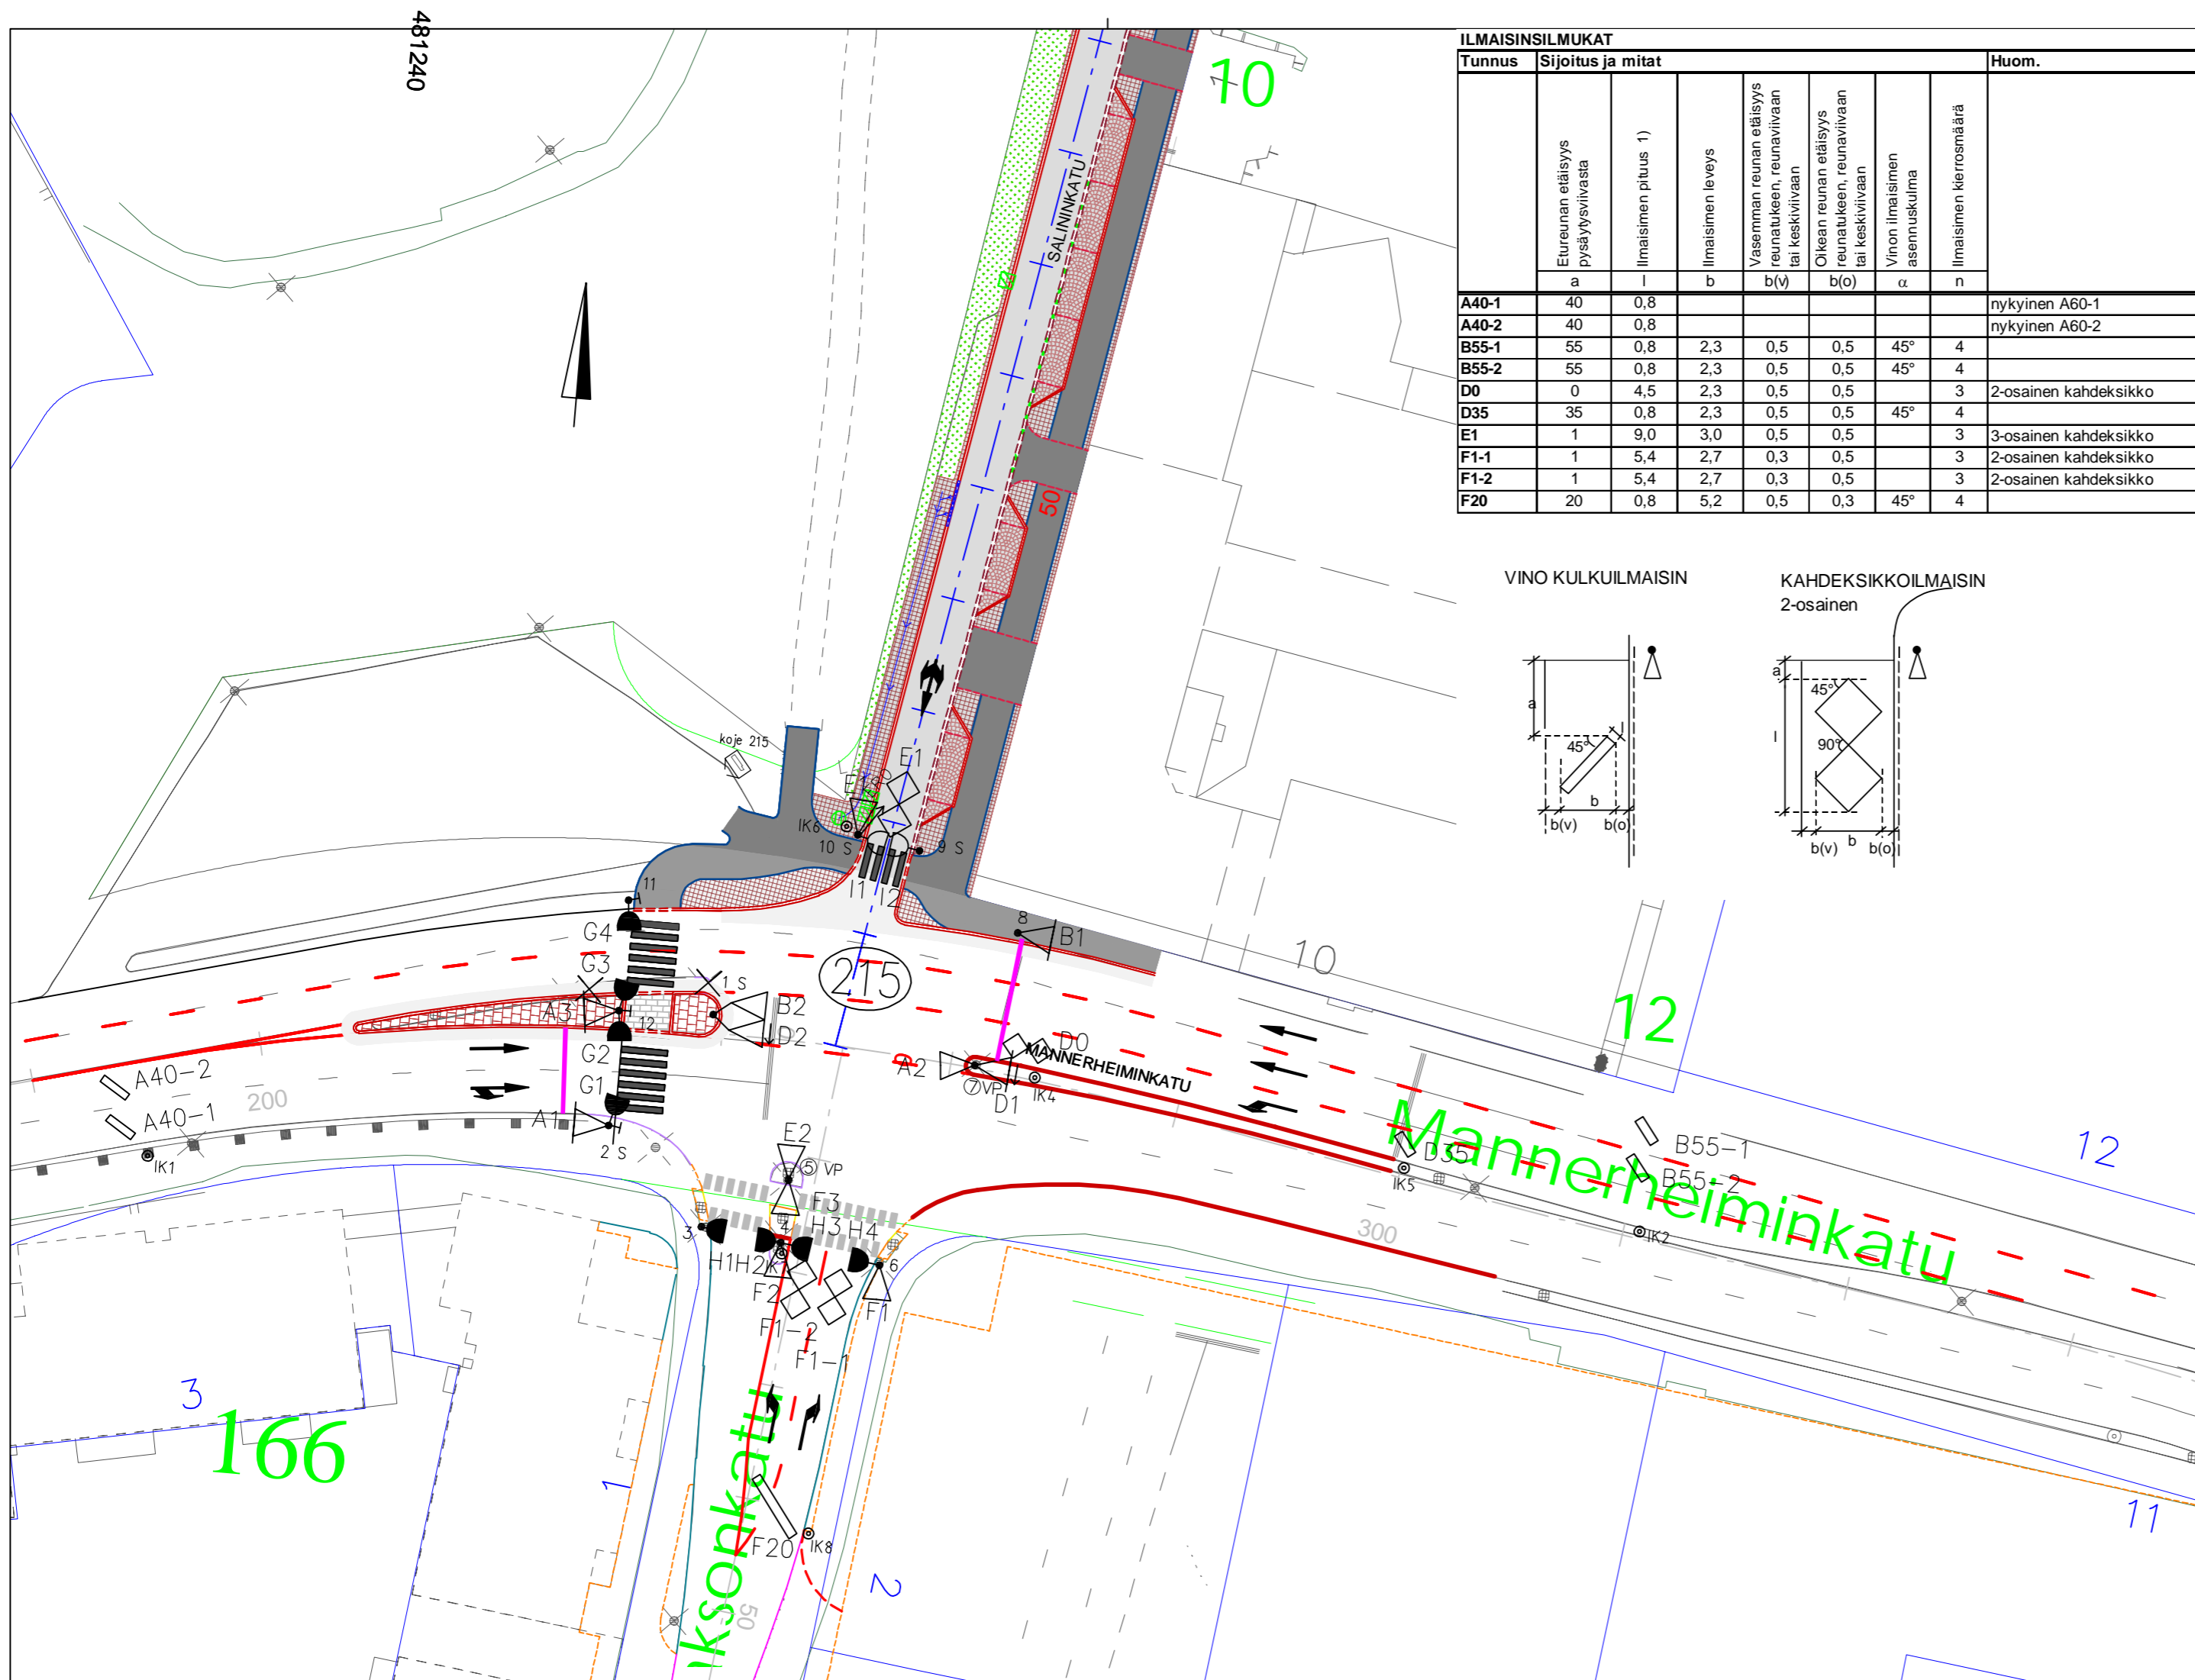 481240
ILMAISINSILMUKAT
Tunnus Sijoitus ja mitat Huom.
Etureunan etäisyys pysäytysviivasta
Ilmaisimen pituus 1)
Ilmaisimen leveys
Vasemman reunan etäisyys reunatukeen, reunaviivaan tai keskiviivaan
Oikean reunan etäisyys reunatukeen, reunaviivaan tai keskiviivaan
Vinon ilmaisimen asennuskulma
Ilmaisimen kierrosmäärä
a l b b(v) b(o) α n
A40-1 40 0,8 nykyinen A60-1
A40-2 40 0,8 nykyinen A60-2
B55-1 55 0,8 2,3 0,5 0,5 45° 4
B55-2 55 0,8 2,3 0,5 0,5 45° 4
D0 0 4,5 2,3 0,5 0,5 3 2-osainen kahdeksikko
D35 35 0,8 2,3 0,5 0,5 45° 4
E1 1 9,0 3,0 0,5 0,5 3 3-osainen kahdeksikko
F1-1 1 5,4 2,7 0,3 0,5 3 2-osainen kahdeksikko
F1-2 1 5,4 2,7 0,3 0,5 3 2-osainen kahdeksikko
F20 20 0,8 5,2 0,5 0,3 45° 4
VINO KULKUILMAISIN
a
45°
l
b
b(v) b(o)
KAHDEKSIKKOILMAISIN
2-osainen
a
45°
l
90°
b(v) b b(o)
10
SALININKATU
50
koje 215
E1
IK6
10 S
9 S
I1
I2
11
G4
G3
1 S
A3
12
B2
D2
215
8
B1
10
12
12
A40-2
A40-1
200
IK1
G2
G1
A1
2 S
A2
D0
MANNERHEIMINKATU
7 VP
D1
IK4
D35
IK5
Mannerheiminkatu
B55-1
B55-2
IK2
300
E2
5 VP
F3
3
4
H3 H4
H1 H2
6
F2
F1
F1-2
F1-1
3
166
1
F20
IK8
50
2
11